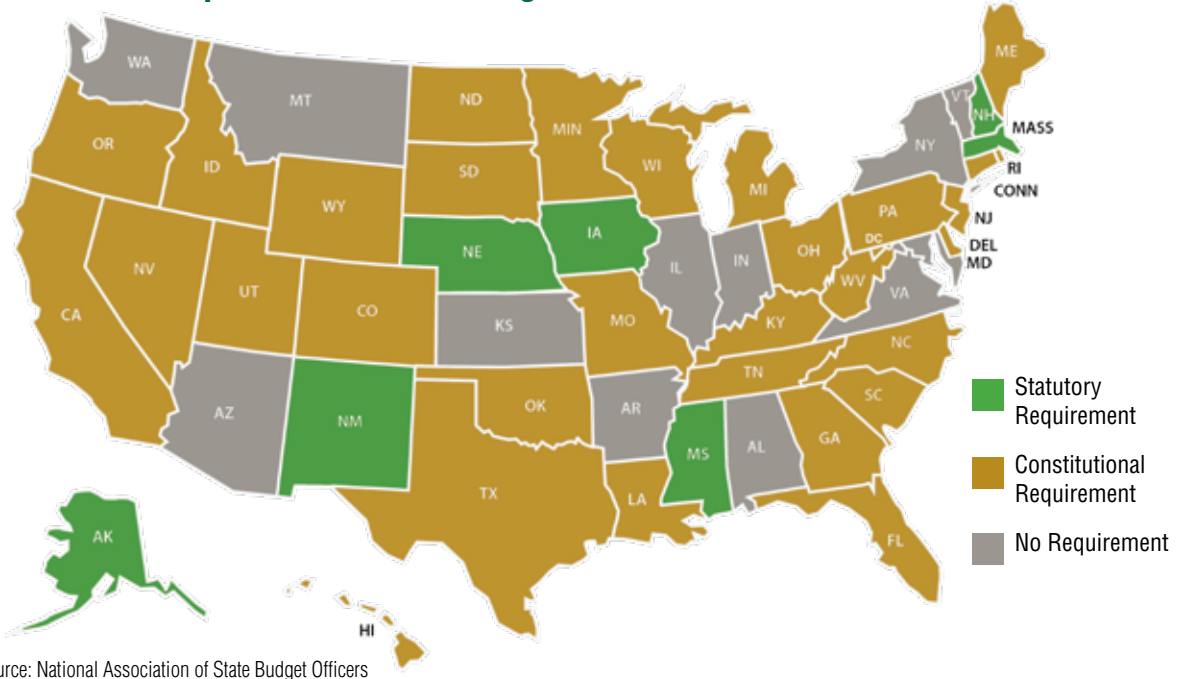 WA
MT
ND
MIN
ME
VT
NH
MASS
OR
ID
SD
WI
NY
RI
CONN
WY
MI
PA
NJ
NE
IA
DC
DEL
MD
NV
UT
CO
IL
IN
OH
WV
VA
CA
KS
MO
KY
NC
TN
SC
AZ
NM
OK
AR
MS
AL
GA
TX
LA
FL
AK
HI
Statutory
Requirement
Constitutional
Requirement
No Requirement
urce: National Association of State Budget Officers